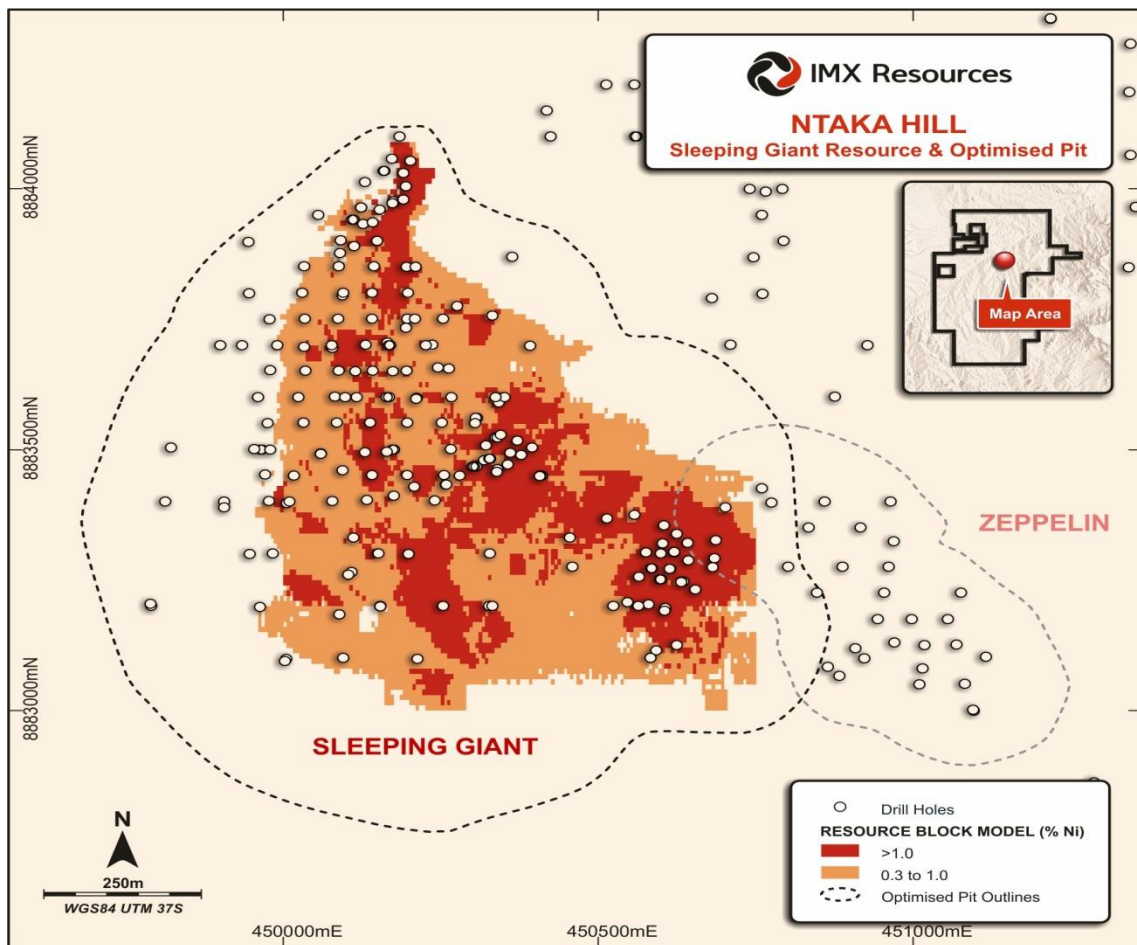 IMX Resources
NTAKA HILL
Sleeping Giant Resource & Optimised Pit
Map Area
8884000mN
8883500mN
8883000mN
ZEPPELIN
SLEEPING GIANT
N
250m
WGS84 UTM 37S
Drill Holes
RESOURCE BLOCK MODEL (% Ni)
>1.0
0.3 to 1.0
Optimised Pit Outlines
450000mE
450500mE
451000mE